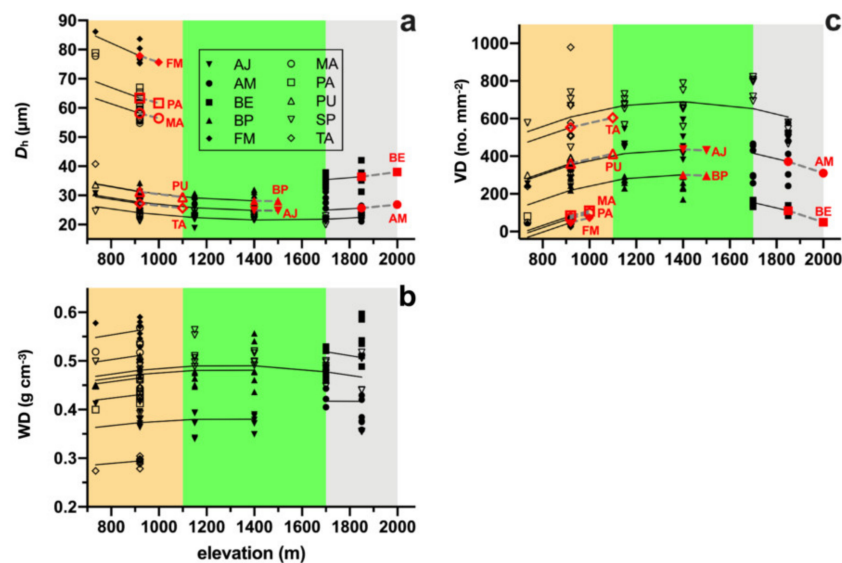 a
90
80
70
60
50
40
30
20
Dh (µm)
800 1000 1200 1400 1600 1800 2000
AJ MA
AM PA
BE PU
BP SP
FM TA
FM
PA
MA
PU
TA
BP
AJ
BE
AM
b
0.6
0.5
0.4
0.3
0.2
WD (g cm-3)
800 1000 1200 1400 1600 1800 2000
elevation (m)
c
1000
800
600
400
200
0
VD (no. mm-2)
800 1000 1200 1400 1600 1800 2000
TA
PU
AJ
BP
MA
PA
FM
AM
BE